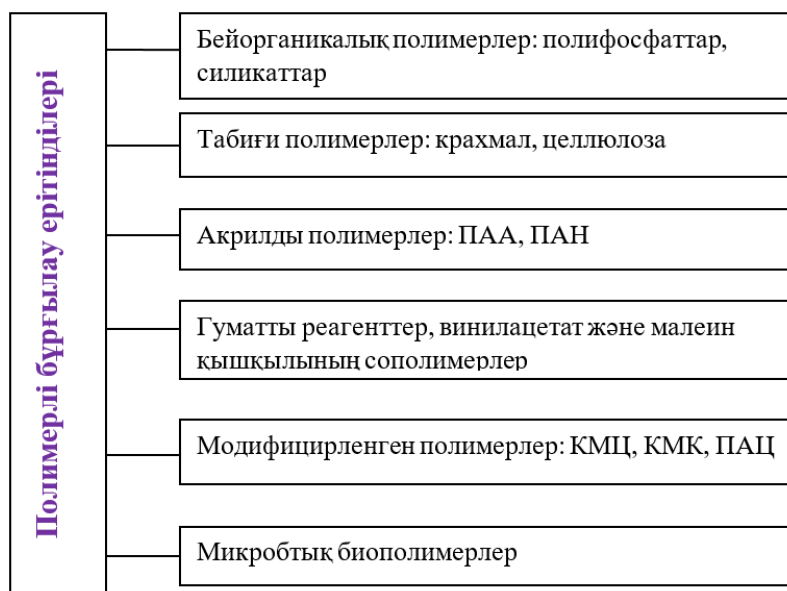 Полимерлі бұрғылау ерітінділері
Бейорганикалық полимерлер: полифосфаттар,
силикаттар
Табиғи полимерлер: крахмал, целлюлоза
Акрилды полимерлер: ПАА, ПАН
Гуматты реагенттер, винилацетат және малеин
қышқылының сополимерлер
Модифицирленген полимерлер: КМЦ, КМК, ПАЦ
Микробтық биополимерлер